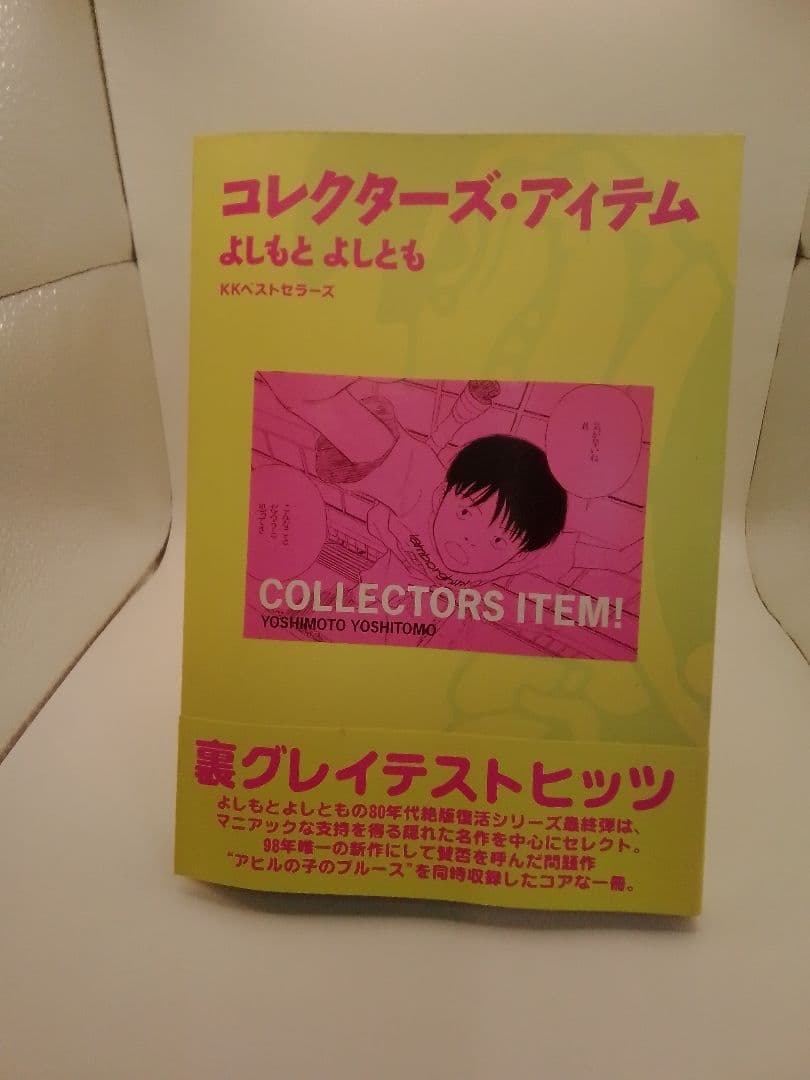 コレクターズ・アイテム
よしもと よしとも
KKベストセラーズ
気が早いね
lamborghini
COLLECTORS ITEM!
YOSHIMOTO YOSHITOMO
裏グレイテストヒッツ
よしもとよしともの80年代絶版復活シリーズ最終弾は、
マニアックな支持を得る隠れた名作を中心にセレクト。
98年唯一の新作にして賛否を呼んだ問題作
“アヒルの子のブルース”を同時収録したコアな一冊。